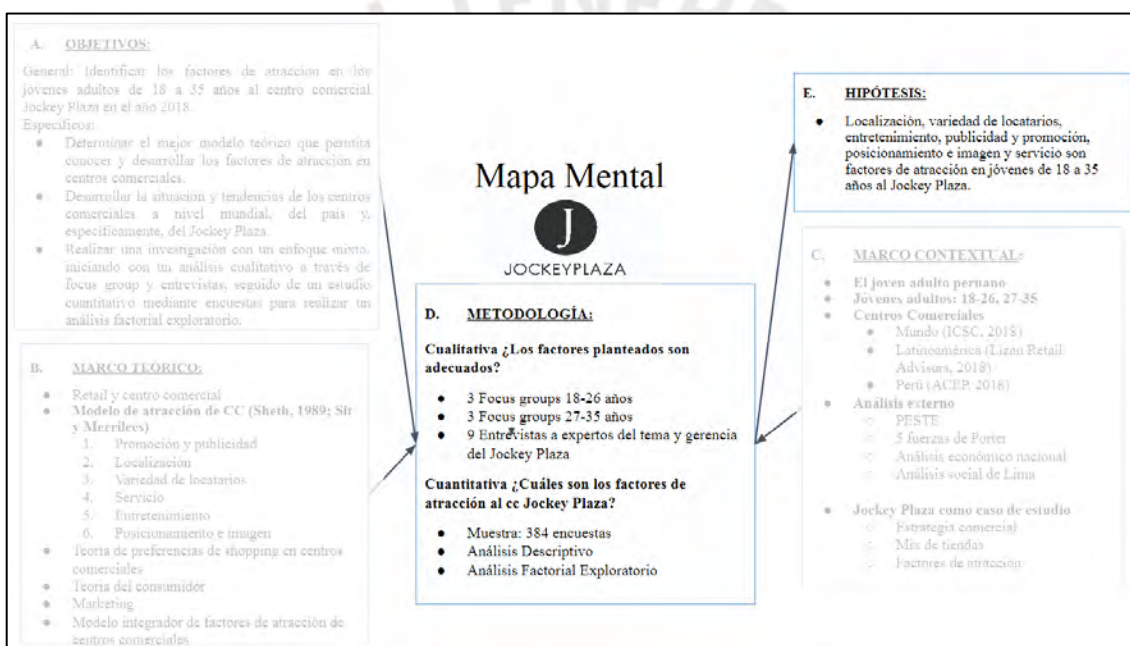 A. OBJETIVOS:
General: Identificar los factores de atracción en los
jóvenes adultos de 18 a 35 años al centro comercial
Jockey Plaza en el año 2018.
Específicos:
● Determinar el mejor modelo teórico que permita
conocer y desarrollar los factores de atracción en
centros comerciales.
● Desarrollar la situación y tendencias de los centros
comerciales a nivel mundial, del país y,
específicamente, del Jockey Plaza.
● Realizar una investigación con un enfoque mixto,
iniciando con un análisis cualitativo a través de
focus group y entrevistas, seguido de un estudio
cuantitativo mediante encuestas para realizar un
análisis factorial exploratorio.
B. MARCO TEÓRICO:
● Retail y centro comercial
● Modelo de atracción de CC (Sheth, 1989; Sit
y Merrilees)
1. Promoción y publicidad
2. Localización
3. Variedad de locatarios
4. Servicio
5. Entretenimiento
6. Posicionamiento e imagen
● Teoría de preferencias de shopping en centros
comerciales
● Teoría del consumidor
● Marketing
● Modelo integrador de factores de atracción de
centros comerciales
Mapa Mental
J
JOCKEYPLAZA
D. METODOLOGÍA:
Cualitativa ¿Los factores planteados son
adecuados?
● 3 Focus groups 18-26 años
● 3 Focus groups 27-35 años
● 9 Entrevistas a expertos del tema y gerencia
del Jockey Plaza
Cuantitativa ¿Cuáles son los factores de
atracción al cc Jockey Plaza?
● Muestra: 384 encuestas
● Análisis Descriptivo
● Análisis Factorial Exploratorio
E. HIPÓTESIS:
● Localización, variedad de locatarios,
entretenimiento, publicidad y promoción,
posicionamiento e imagen y servicio son
factores de atracción en jóvenes de 18 a 35
años al Jockey Plaza.
C. MARCO CONTEXTUAL:
● El joven adulto peruano
● Jóvenes adultos: 18-26, 27-35
● Centros Comerciales
● Mundo (ICSC, 2018)
● Latinoamérica (Lizan Retail
Advisors, 2018)
● Perú (ACEP, 2018)
● Análisis externo
○ PESTE
○ 5 fuerzas de Porter
○ Análisis económico nacional
○ Análisis social de Lima
● Jockey Plaza como caso de estudio
○ Estrategia comercial
○ Mix de tiendas
○ Factores de atracción